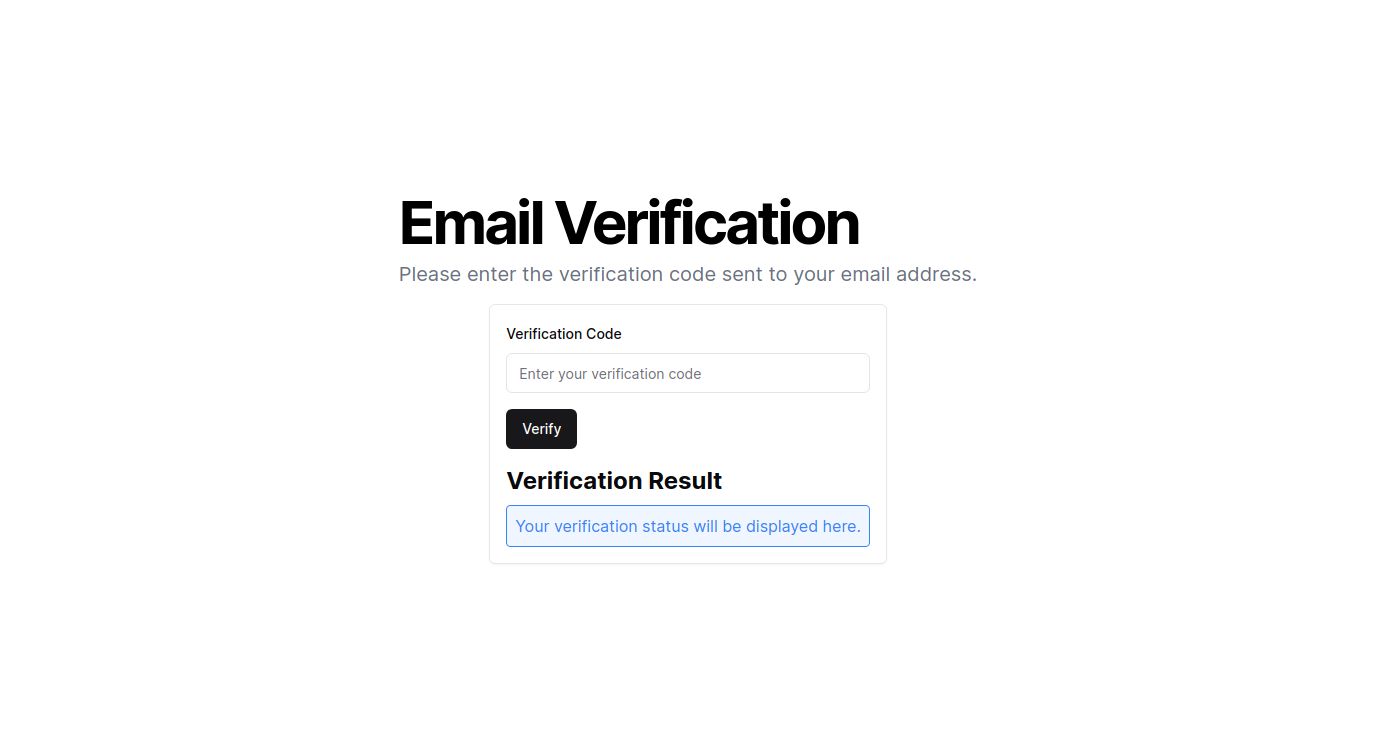 Email Verification
Please enter the verification code sent to your email address.
Verification Code
Enter your verification code
Verify
Verification Result
Your verification status will be displayed here.